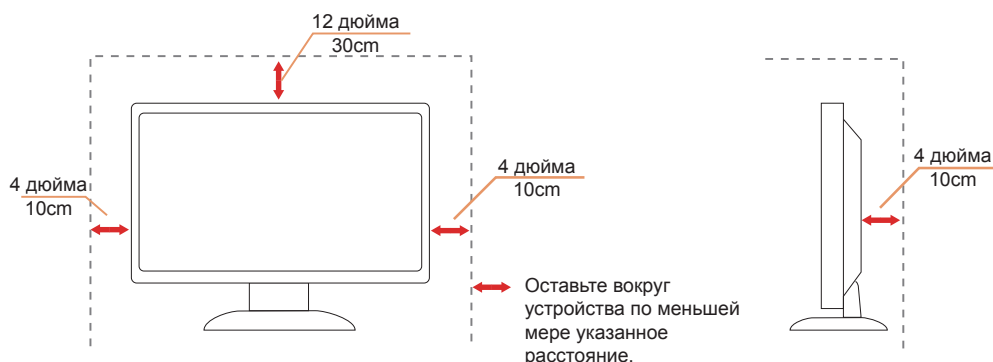 12 дюйма
30cm
4 дюйма
10cm
4 дюйма
10cm
4 дюйма
10cm
Оставьте вокруг
устройства по меньшей
мере указанное
расстояние.